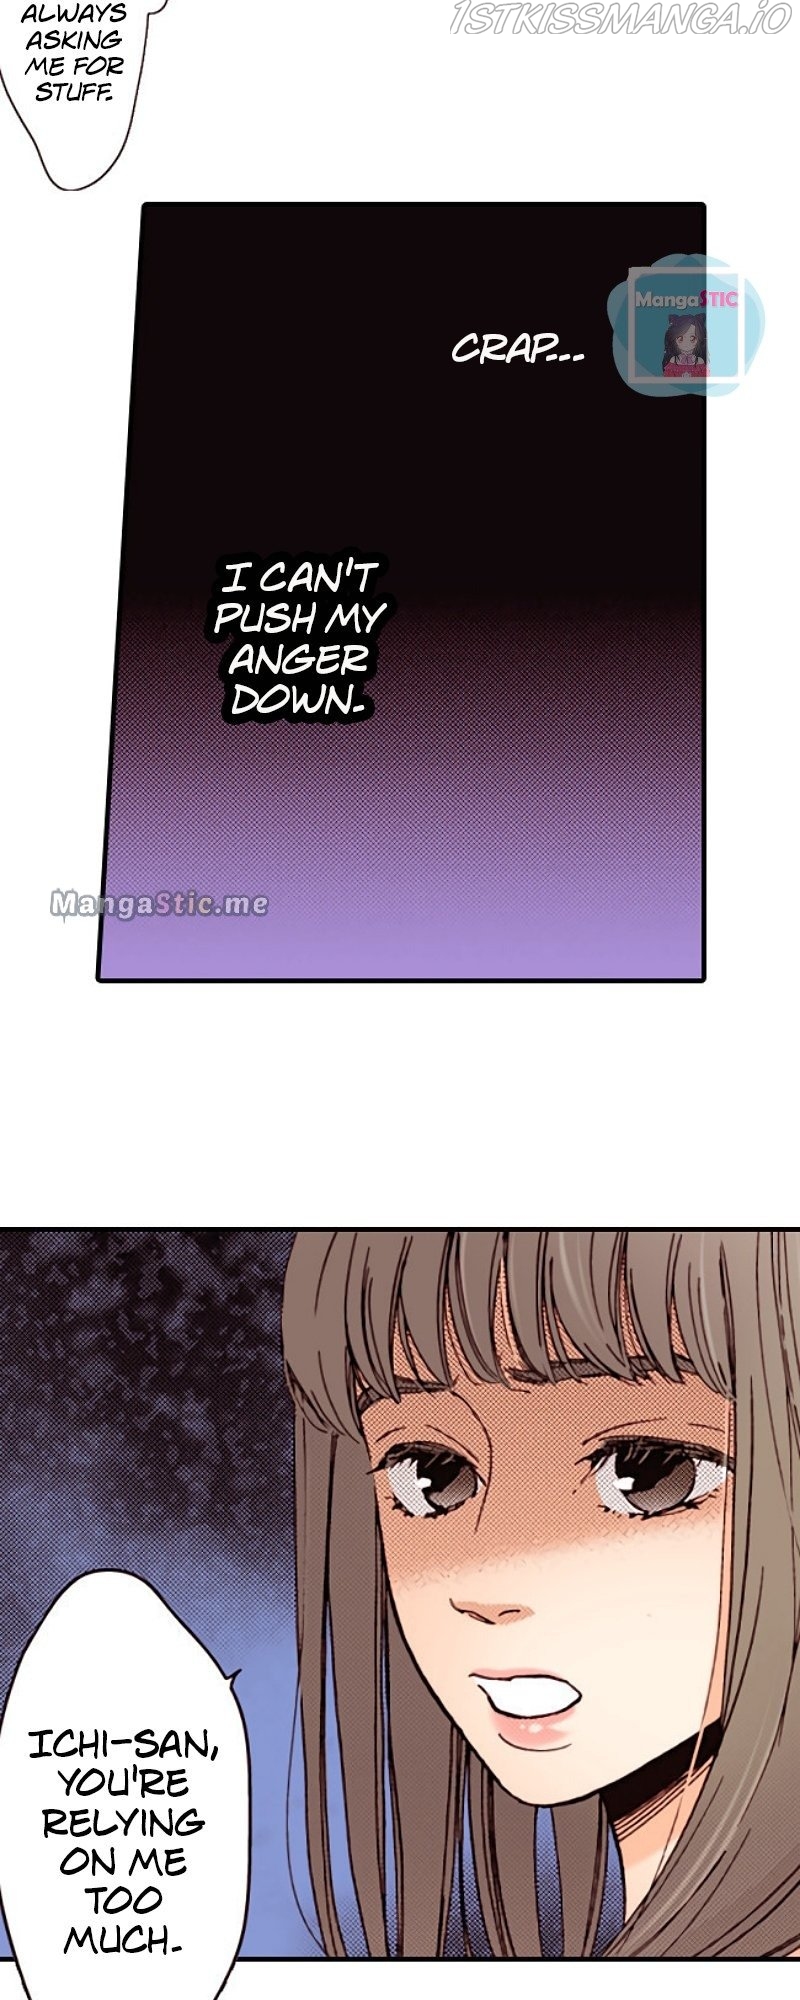 1STKISSMANGA.IO
ALWAYS
ASKING
ME FOR
STUFF.
MangaSTIC
CRAP...
I CAN'T
PUSH MY
ANGER
DOWN.
MangaStic.me
ICHI-SAN,
YOU'RE
RELYING
ON ME
TOO
MUCH.